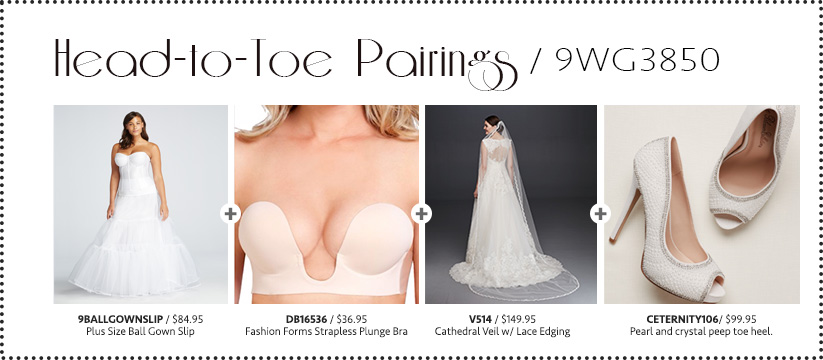 Head-to-Toe Pairings / 9WG3850
9BALLGOWNSLIP / $84.95
Plus Size Ball Gown Slip
DB16536 / $36.95
Fashion Forms Strapless Plunge Bra
V514 / $149.95
Cathedral Veil w/ Lace Edging
CETERNITY106/ $99.95
Pearl and crystal peep toe heel.